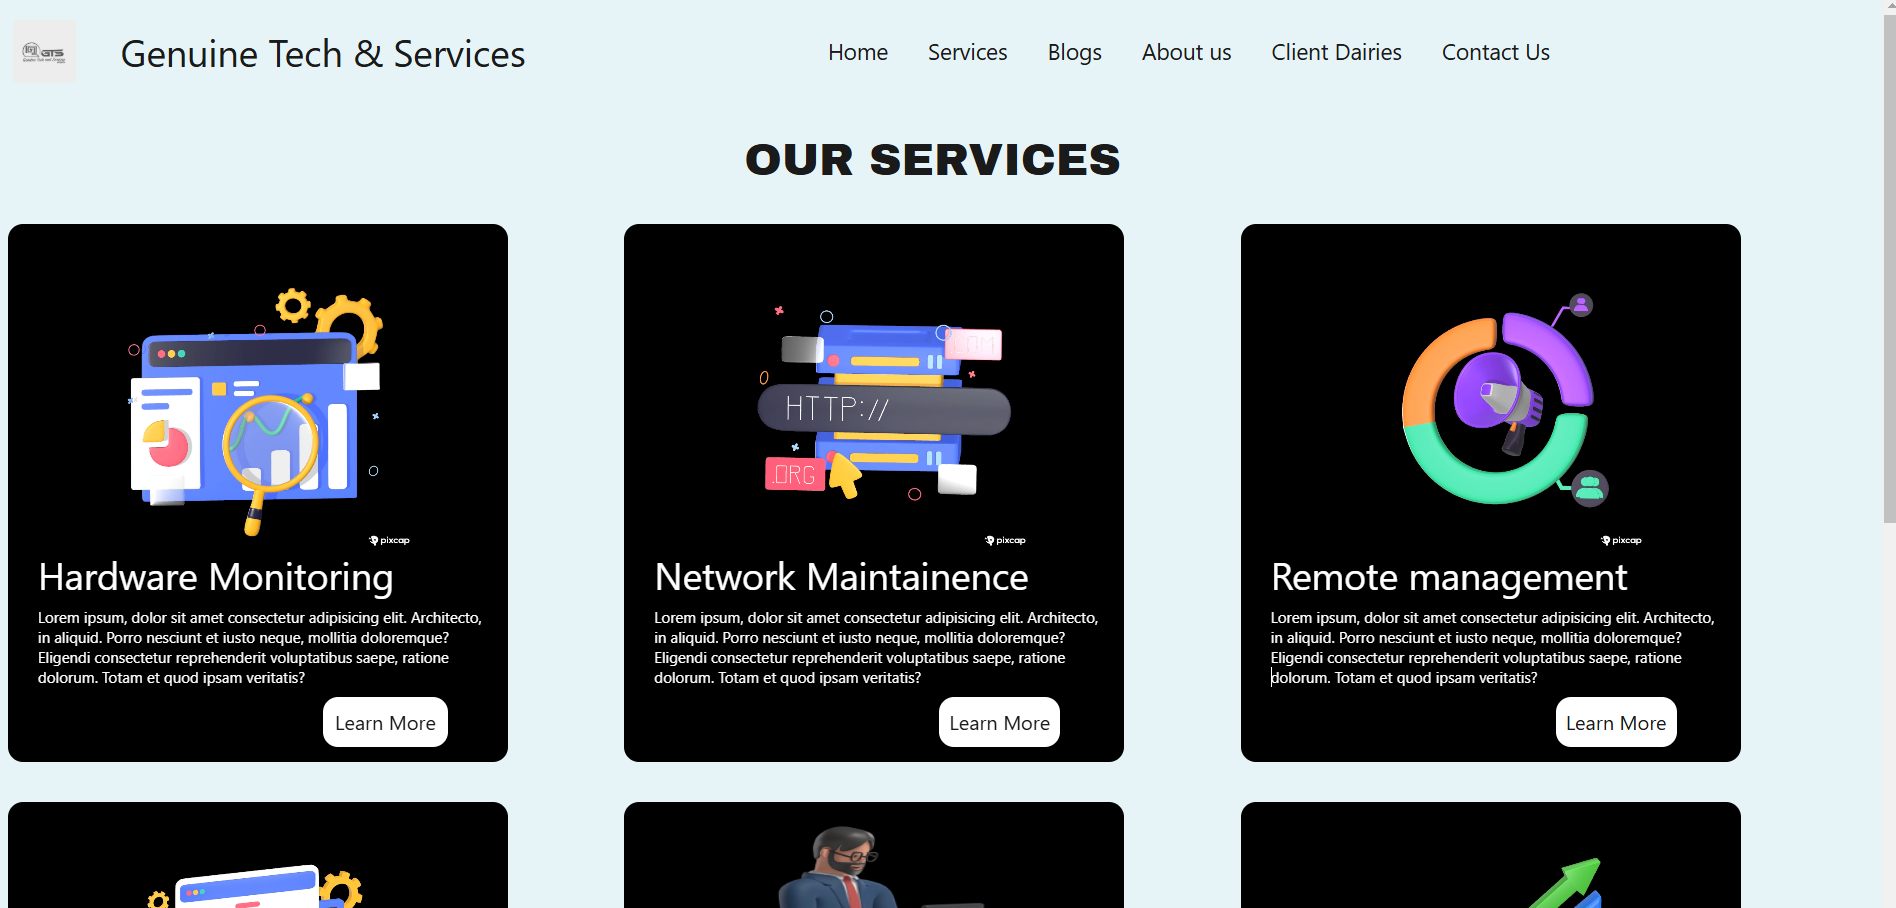 GTS
Genuine Tech & Services
Home
Services
Blogs
About us
Client Dairies
Contact Us
OUR SERVICES
HTTP://
.COM
.ORG
pixcap
pixcap
pixcap
Hardware Monitoring
Lorem ipsum, dolor sit amet consectetur adipisicing elit. Architecto,
in aliquid. Porro nesciunt et iusto neque, mollitia doloremque?
Eligendi consectetur reprehenderit voluptatibus saepe, ratione
dolorum. Totam et quod ipsam veritatis?
Learn More
Network Maintainence
Lorem ipsum, dolor sit amet consectetur adipisicing elit. Architecto,
in aliquid. Porro nesciunt et iusto neque, mollitia doloremque?
Eligendi consectetur reprehenderit voluptatibus saepe, ratione
dolorum. Totam et quod ipsam veritatis?
Learn More
Remote management
Lorem ipsum, dolor sit amet consectetur adipisicing elit. Architecto,
in aliquid. Porro nesciunt et iusto neque, mollitia doloremque?
Eligendi consectetur reprehenderit voluptatibus saepe, ratione
dolorum. Totam et quod ipsam veritatis?
Learn More